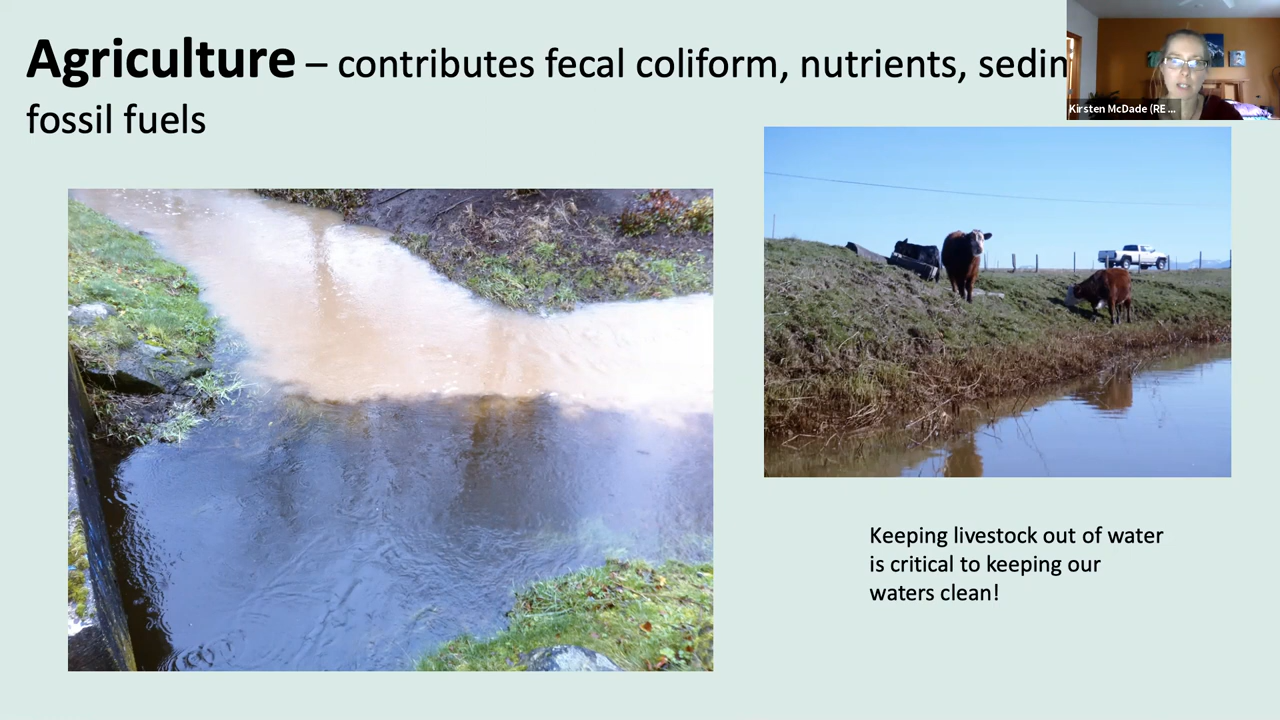 Agriculture – contributes fecal coliform, nutrients,
fossil fuels
Kirsten McDade (RE ...
Keeping livestock out of water
is critical to keeping our
waters clean!